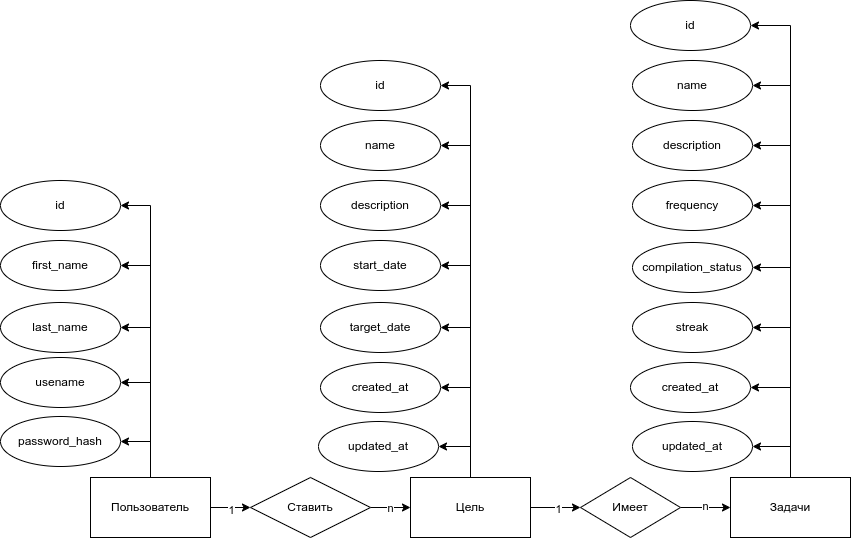 id
name
description
frequency
compilation_status
streak
created_at
updated_at
id
name
description
start_date
target_date
created_at
updated_at
id
first_name
last_name
usename
password_hash
Пользователь
1
Ставить
n
Цель
1
Имеет
n
Задачи